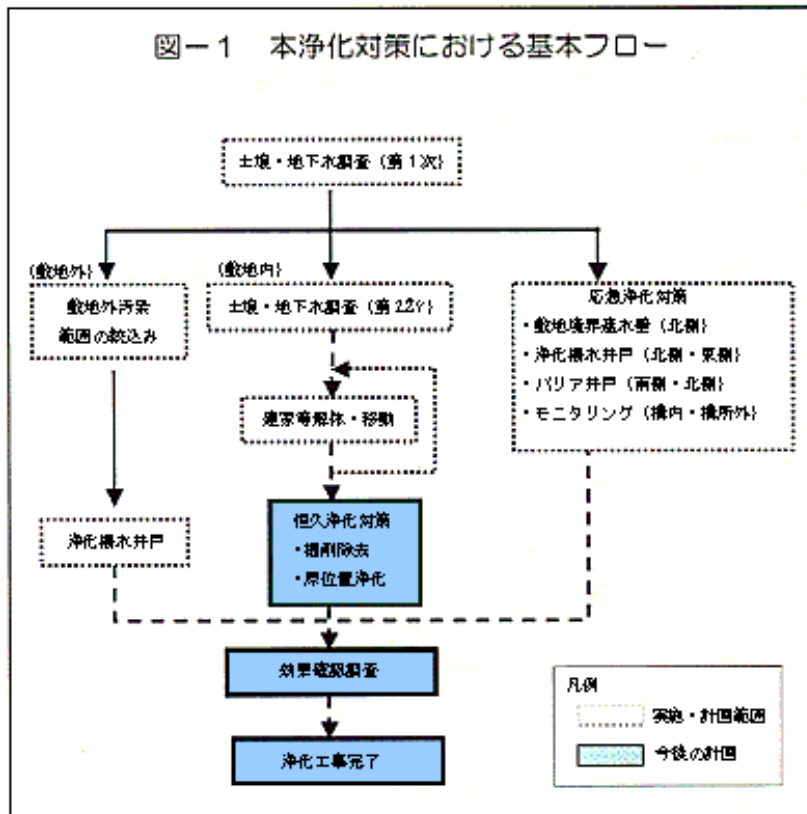 図－1 本浄化対策における基本フロー
土壌・地下水調査（第1次）
（敷地外）
（敷地内）
敷地外汚染
範囲の絞込み
土壌・地下水調査（第2次）
応急浄化対策
・敷地境界遮水壁（北側）
・浄化揚水井戸（北側・東側）
・バリア井戸（南側・北側）
・モニタリング（構内・構所外）
建家等解体・移動
浄化揚水井戸
恒久浄化対策
・掘削除去
・原位置浄化
効果確認調査
浄化工事完了
凡例
実施・計画範囲
今後の計画